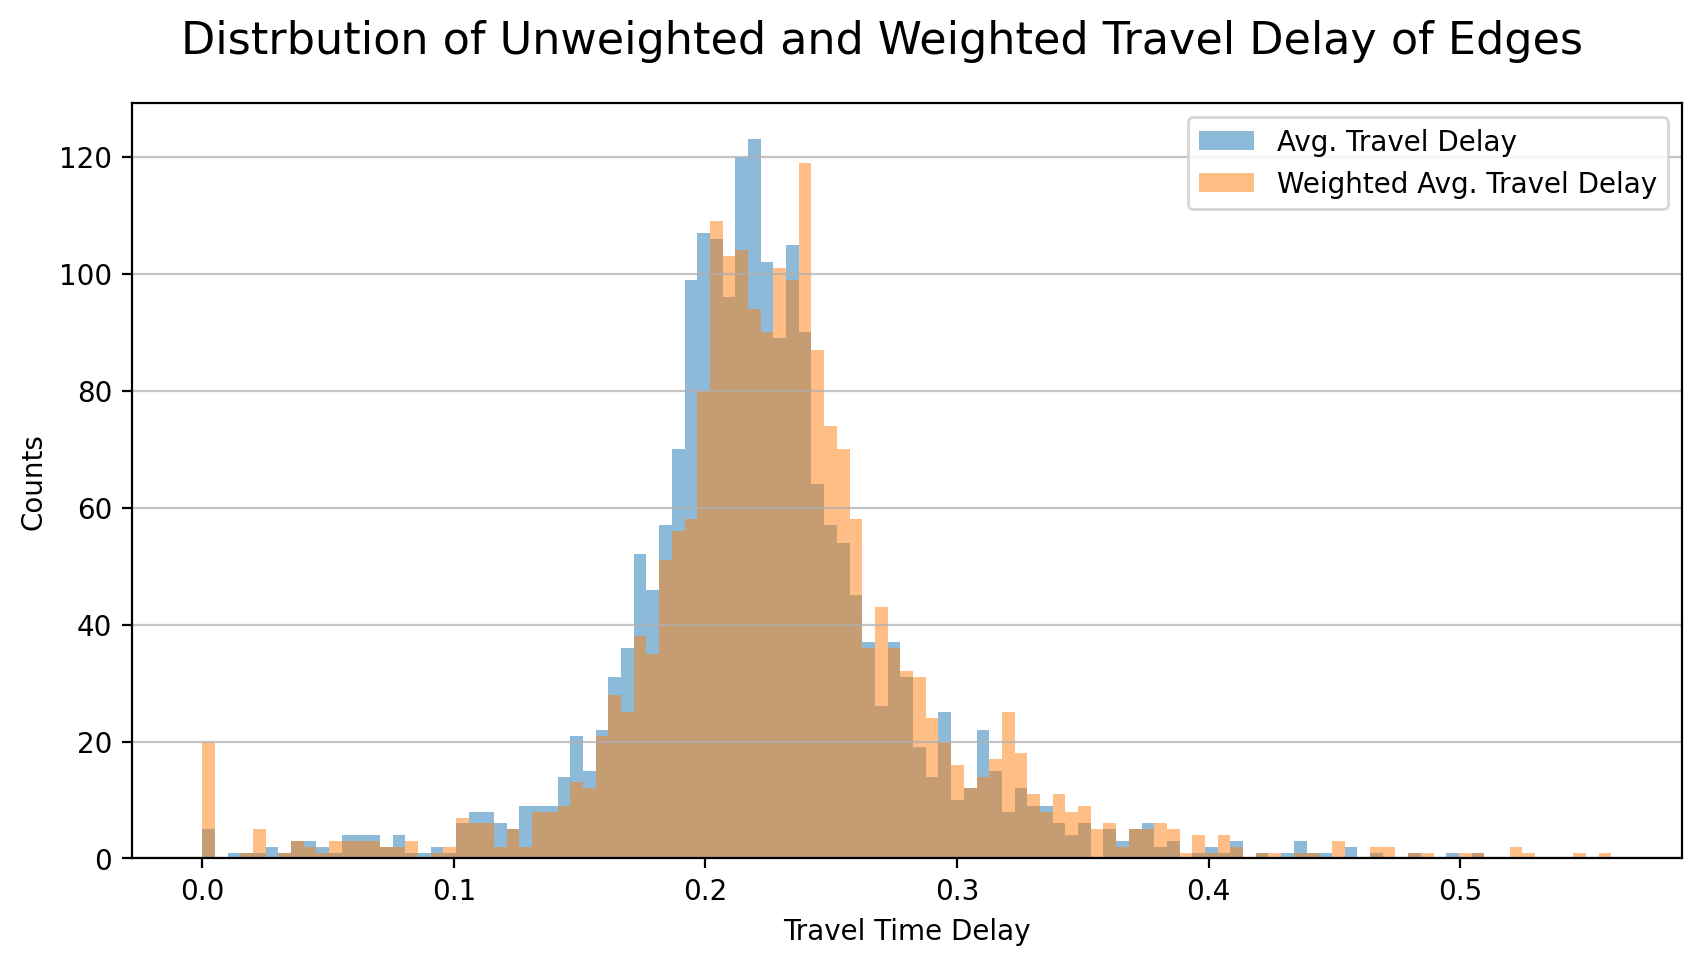 Distrbution of Unweighted and Weighted Travel Delay of Edges
Avg. Travel Delay
Weighted Avg. Travel Delay
120
100
80
60
40
20
0
Counts
0.0 0.1 0.2 0.3 0.4 0.5
Travel Time Delay